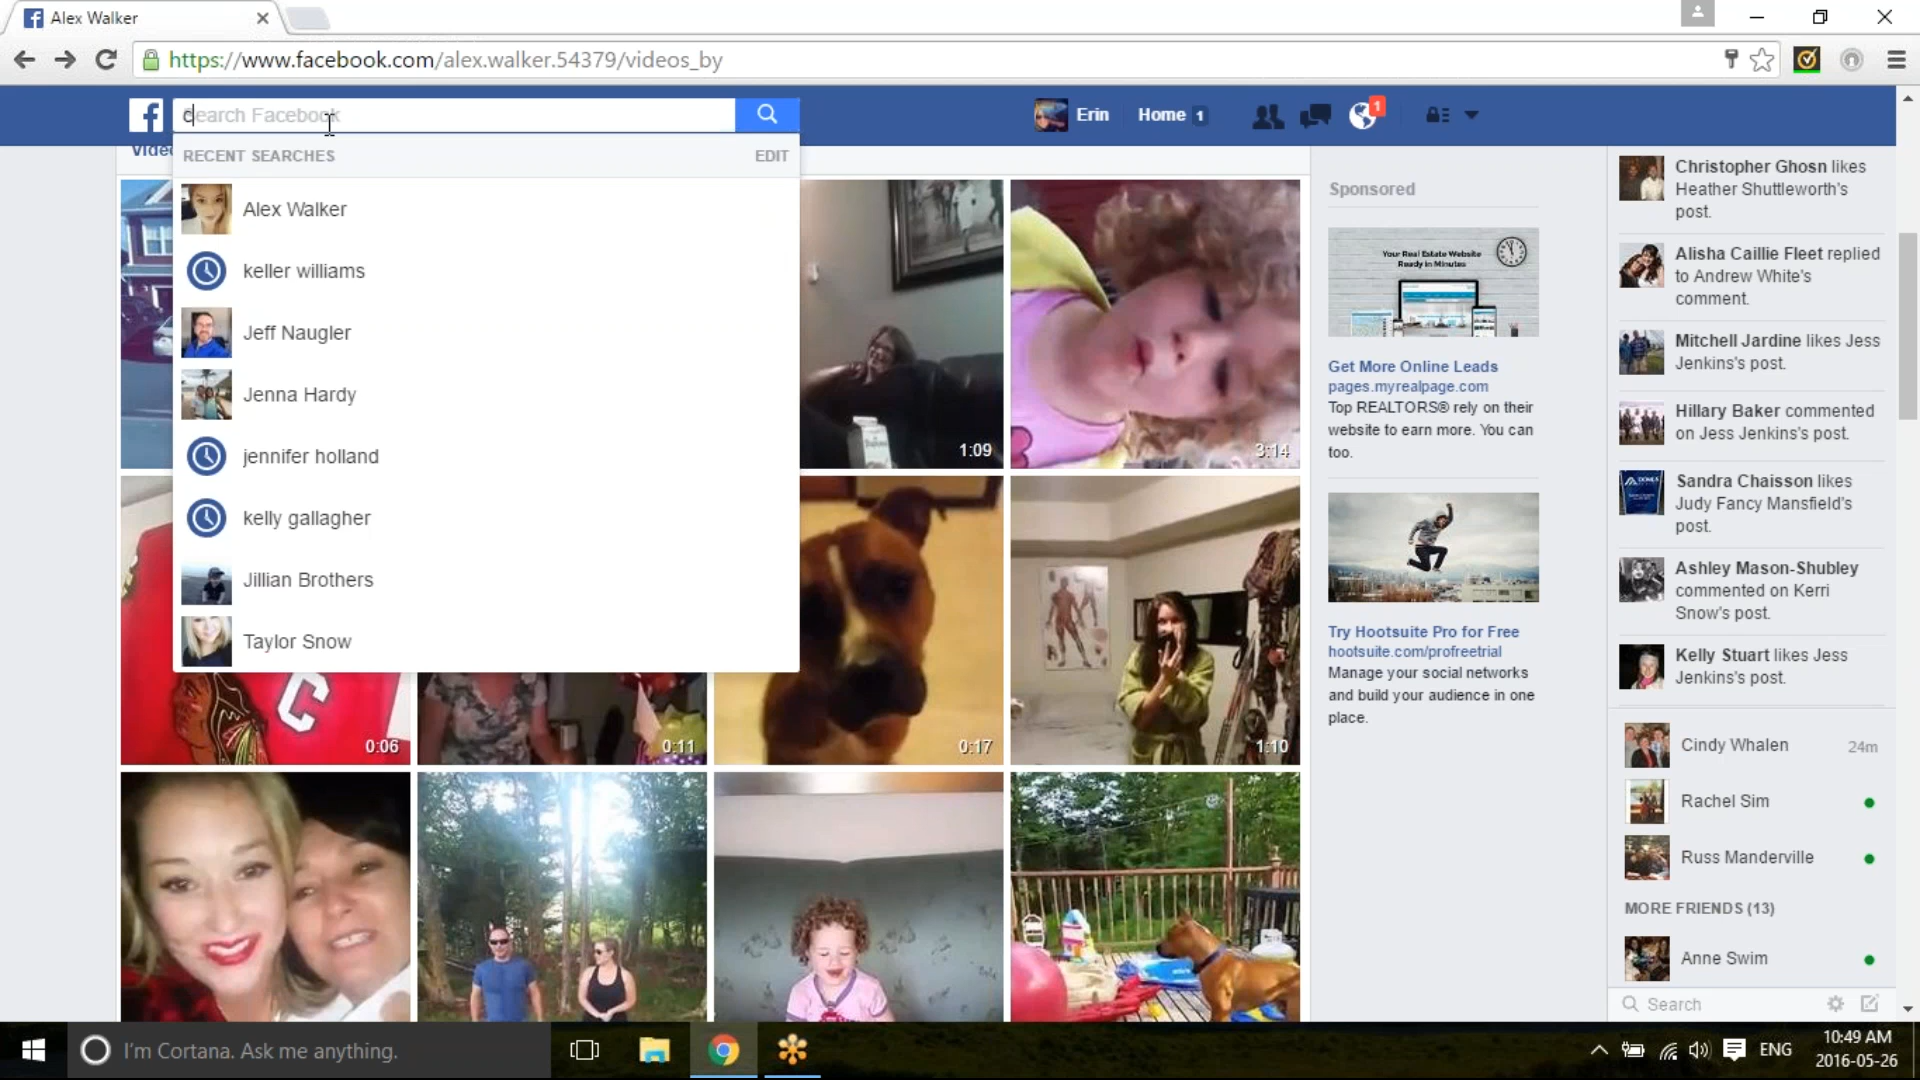 Alex Walker
https://www.facebook.com/alex.walker.54379/videos_by
c
Search Facebook
Erin
Home 1
1
RECENT SEARCHES
EDIT
Alex Walker
keller williams
Jeff Naugler
Jenna Hardy
jennifer holland
kelly gallagher
Jillian Brothers
Taylor Snow
1:09
3:14
C
0:06
0:11
0:17
1:10
Sponsored
Your Real Estate Website
Ready in Minutes
Get More Online Leads
pages.myrealpage.com
Top REALTORS® rely on their
website to earn more. You can
too.
Try Hootsuite Pro for Free
hootsuite.com/profreetrial
Manage your social networks
and build your audience in one
place.
Christopher Ghosn likes
Heather Shuttleworth's
post.
Alisha Caillie Fleet replied
to Andrew White's
comment.
Mitchell Jardine likes Jess
Jenkins's post.
Hillary Baker commented
on Jess Jenkins's post.
Sandra Chaisson likes
Judy Fancy Mansfield's
post.
Ashley Mason-Shubley
commented on Kerri
Snow's post.
Kelly Stuart likes Jess
Jenkins's post.
Cindy Whalen 24m
Rachel Sim
Russ Manderville
MORE FRIENDS (13)
Anne Swim
Search
I'm Cortana. Ask me anything.
ENG
10:49 AM
2016-05-26